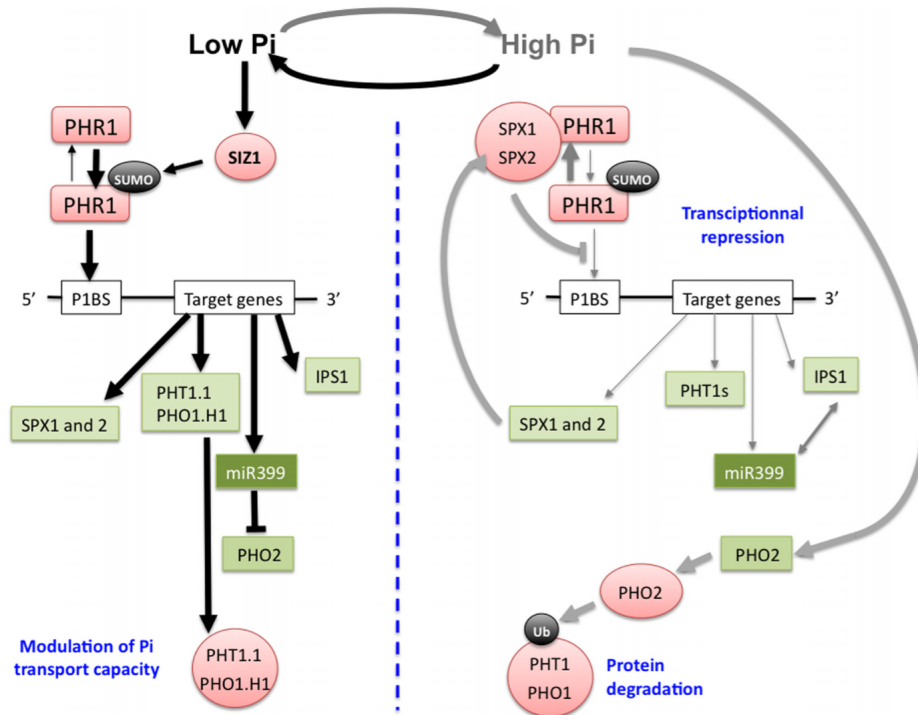 Low Pi
High Pi
PHR1
SIZ1
SUMO
PHR1
5’
P1BS
Target genes
3’
SPX1 and 2
PHT1.1
PHO1.H1
IPS1
miR399
PHO2
Modulation of Pi
transport capacity
PHT1.1
PHO1.H1
SPX1
SPX2
PHR1
SUMO
PHR1
Transciptionnal
repression
5’
P1BS
Target genes
3’
SPX1 and 2
PHT1s
IPS1
miR399
PHO2
PHO2
Ub
PHT1
PHO1
Protein
degradation